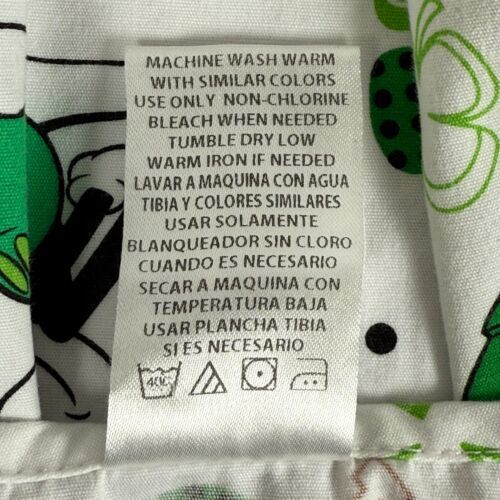 MACHINE WASH WARM
WITH SIMILAR COLORS
USE ONLY NON-CHLORINE
BLEACH WHEN NEEDED
TUMBLE DRY LOW
WARM IRON IF NEEDED
LAVAR A MAQUINA CON AGUA
TIBIA Y COLORES SIMILARES
USAR SOLAMENTE
BLANQUEADOR SIN CLORO
CUANDO ES NECESARIO
SECAR A MAQUINA CON
TEMPERATURA BAJA
USAR PLANCHA TIBIA
SI ES NECESARIO
40C